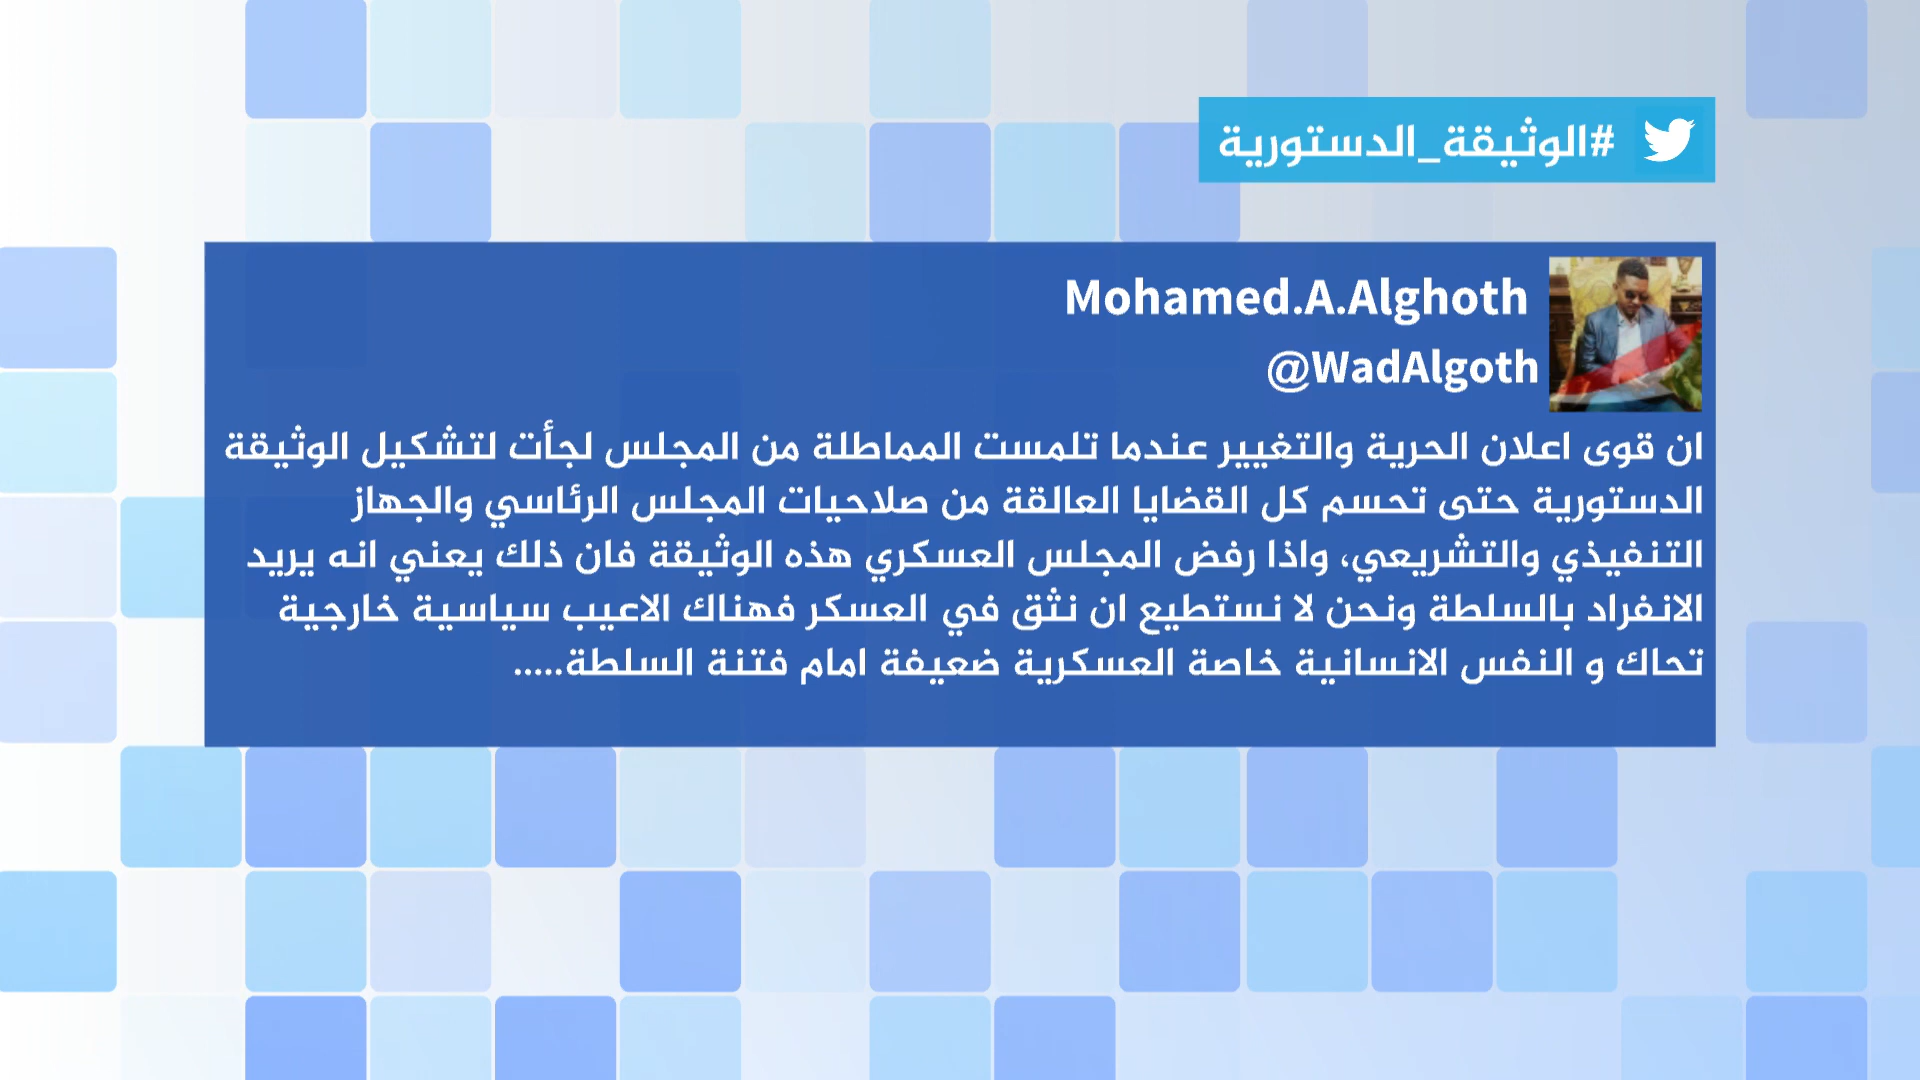 #الوثيقة_الدستورية
Mohamed.A.Alghoth
@WadAlgoth
ان قوى اعلان الحرية والتغيير عندما تلمست المماطلة من المجلس لجأت لتشكيل الوثيقة
الدستورية حتى تحسم كل القضايا العالقة من صلاحيات المجلس الرئاسي والجهاز
التنفيذي والتشريعي، واذا رفض المجلس العسكري هذه الوثيقة فان ذلك يعني انه يريد
الانفراد بالسلطة ونحن لا نستطيع ان نثق في العسكر فهناك الاعيب سياسية خارجية
تحاك و النفس الانسانية خاصة العسكرية ضعيفة امام فتنة السلطة.....